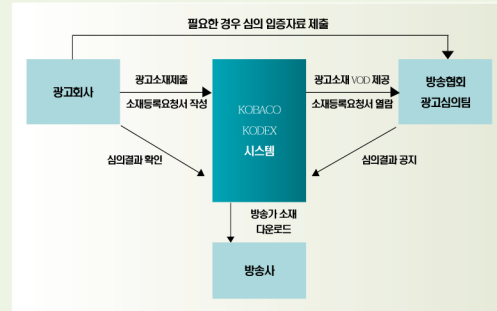 필요한 경우 심의 입증자료 제출
광고회사
광고소재제출
소재등록요청서 작성
KOBACO
KODEX
시스템
광고소재 VOD 제공
소재등록요청서 열람
방송협회
광고심의팀
심의결과 확인
심의결과 공지
방송가 소재
다운로드
방송사